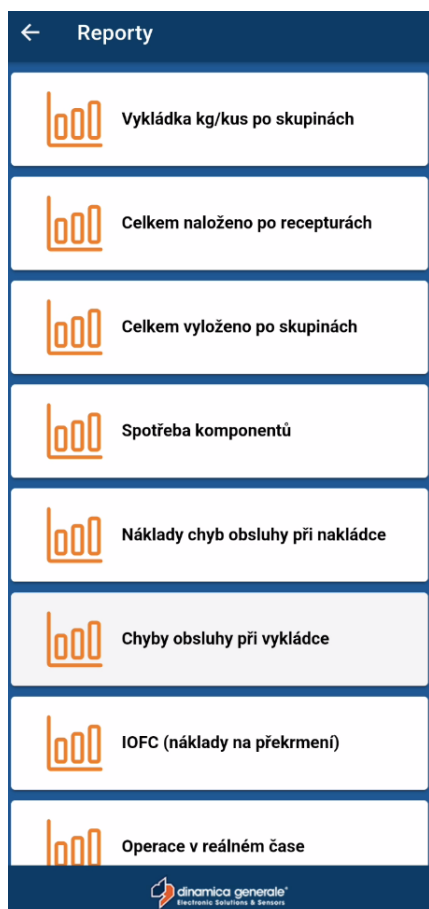 Reporty
Vykládka kg/kus po skupinách
Celkem naloženo po recepturách
Celkem vyloženo po skupinách
Spotřeba komponentů
Náklady chyb obsluhy při nakládce
Chyby obsluhy při vykládce
IOFC (náklady na překrmení)
Operace v reálném čase
dinamica generale®
Electronic Solutions & Sensors